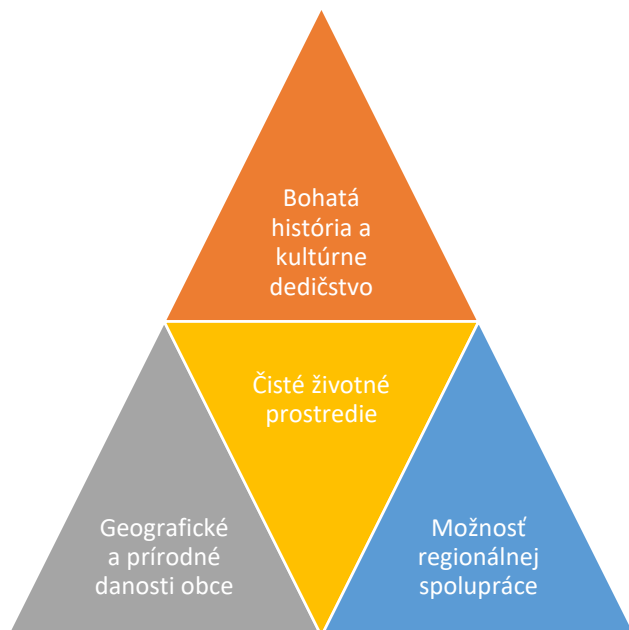 Bohatá
história a
kultúrne
dedičstvo
Čisté životné
prostredie
Geografické
a prírodné
danosti obce
Možnosť
regionálnej
spolupráce